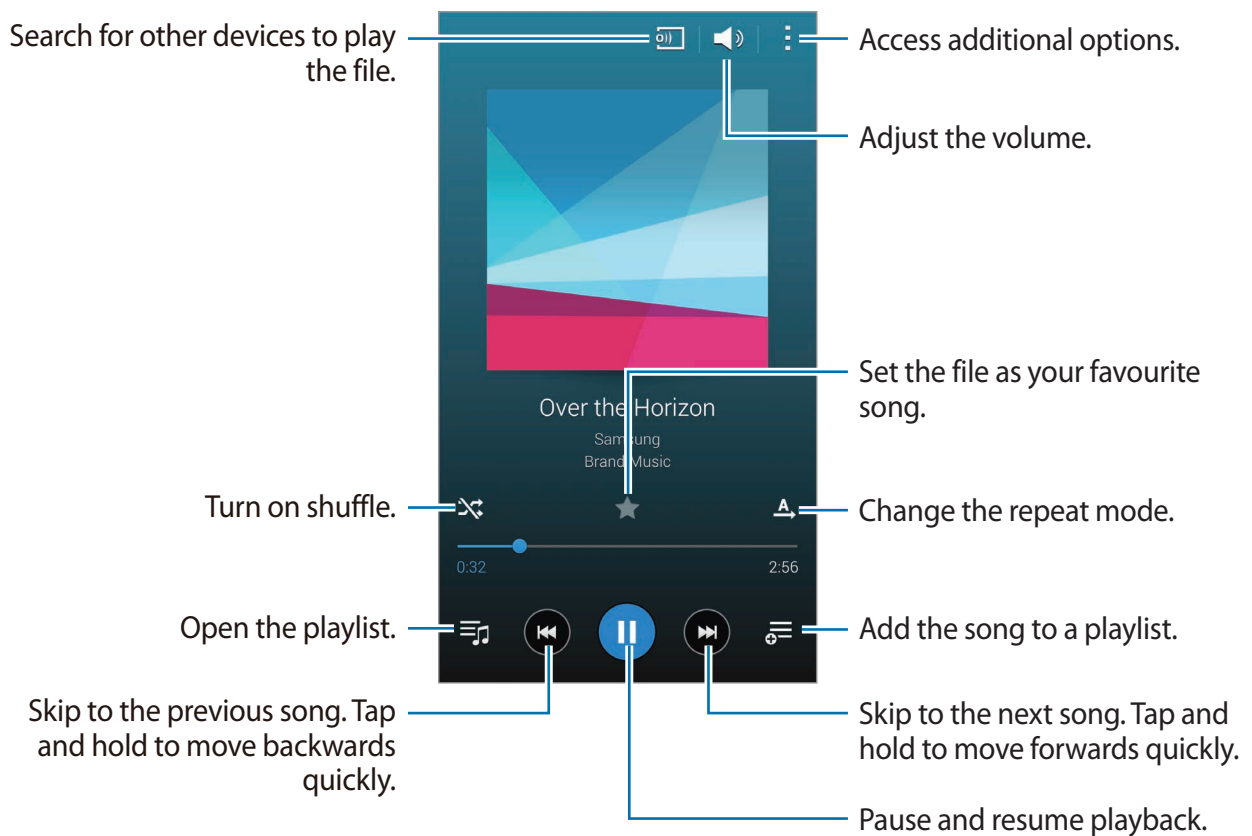 Search for other devices to play
the file.
Access additional options.
Adjust the volume.
Set the file as your favourite
song.
Over the Horizon
Samsung
Brand Music
Turn on shuffle.
A
Change the repeat mode.
0:32
2:56
Open the playlist.
Add the song to a playlist.
Skip to the previous song. Tap
and hold to move backwards
quickly.
Skip to the next song. Tap and
hold to move forwards quickly.
Pause and resume playback.